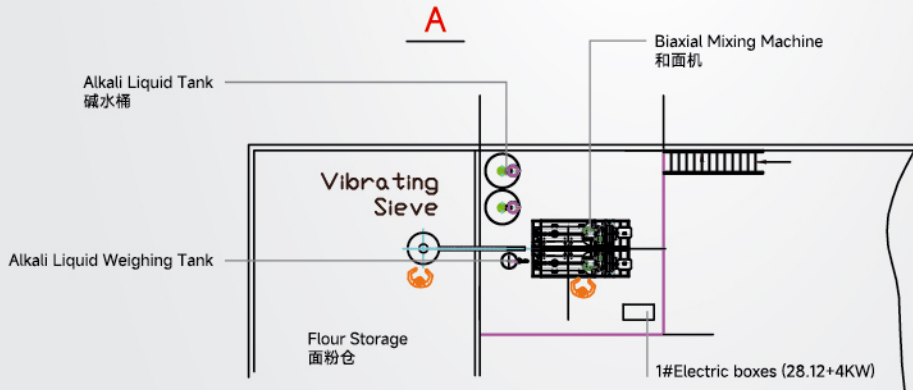 A
Biaxial Mixing Machine
和面机
Alkali Liquid Tank
碱水桶
Vibrating
Sieve
Alkali Liquid Weighing Tank
Flour Storage
面粉仓
1#Electric boxes (28.12+4KW)